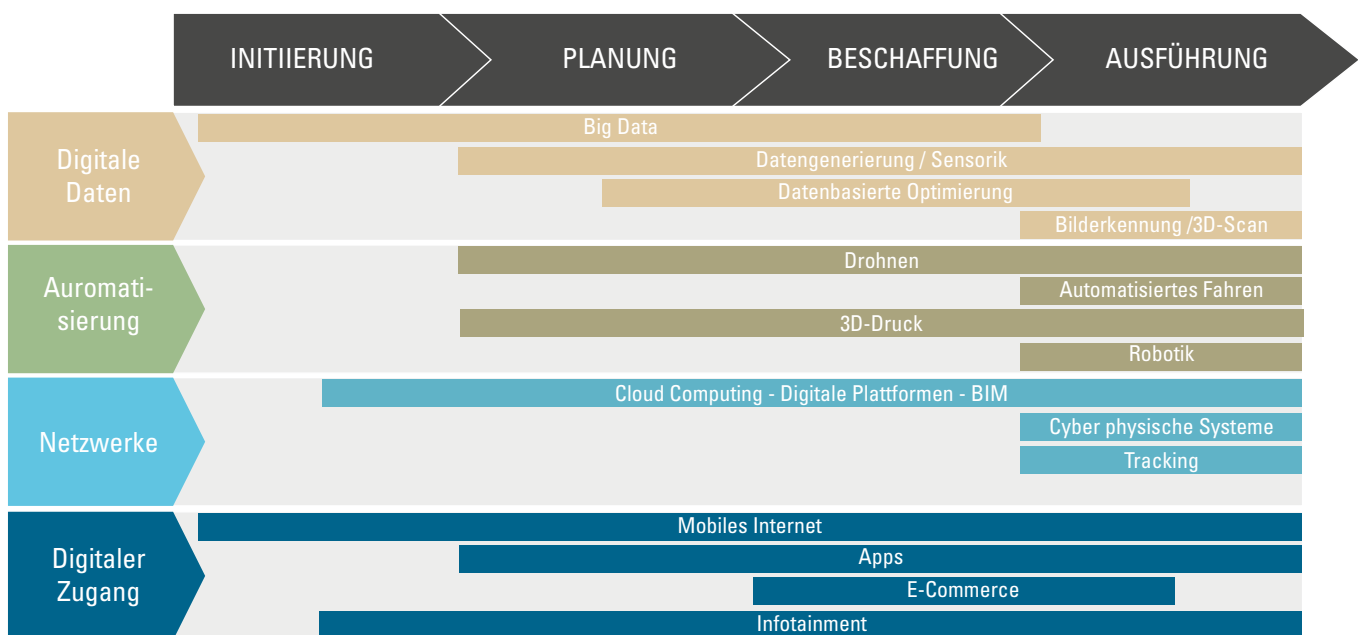 INITIIERUNG PLANUNG BESCHAFFUNG AUSFÜHRUNG
Digitale
Daten
Big Data
Datengenerierung / Sensorik
Datenbasierte Optimierung
Bilderkennung /3D-Scan
Auromati-
sierung
Drohnen
Automatisiertes Fahren
3D-Druck
Robotik
Netzwerke
Cloud Computing - Digitale Plattformen - BIM
Cyber physische Systeme
Tracking
Digitaler
Zugang
Mobiles Internet
Apps
E-Commerce
Infotainment